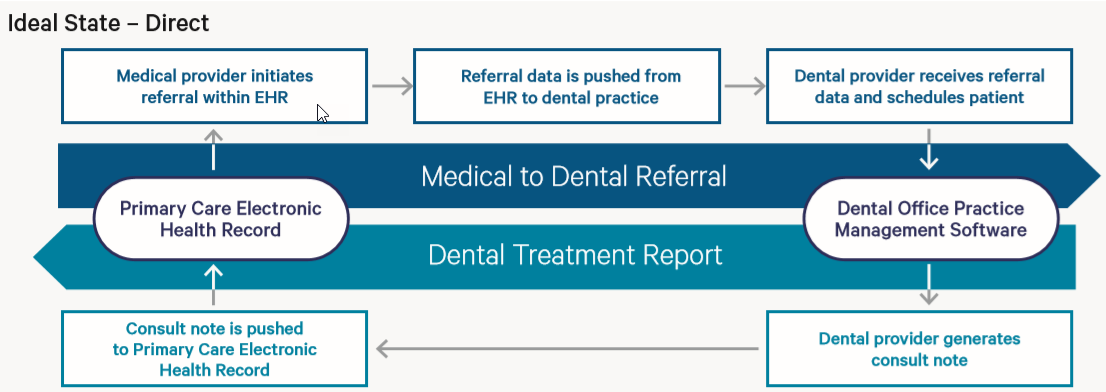 Ideal State – Direct
Medical provider initiates
referral within EHR
Referral data is pushed from
EHR to dental practice
Dental provider receives referral
data and schedules patient
Medical to Dental Referral
Primary Care Electronic
Health Record
Dental Office Practice
Management Software
Dental Treatment Report
Consult note is pushed
to Primary Care Electronic
Health Record
Dental provider generates
consult note